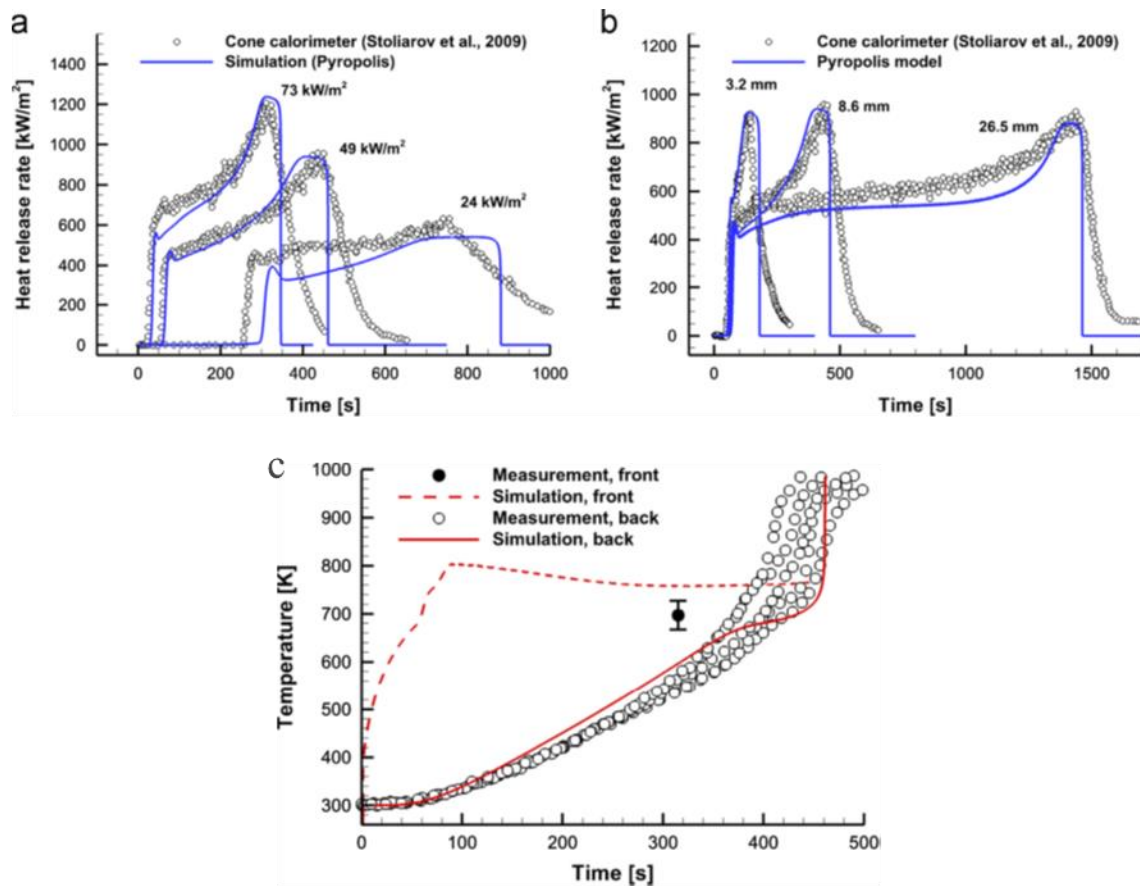 a
Cone calorimeter (Stoliarov et al., 2009)
Simulation (Pyropolis)
73 kW/m²
49 kW/m²
24 kW/m²
1400
1200
1000
800
600
400
200
0
Heat release rate [kW/m²]
0 200 400 600 800 1000
Time [s]
b
Cone calorimeter (Stoliarov et al., 2009)
Pyropolis model
3.2 mm
8.6 mm
26.5 mm
1200
1000
800
600
400
200
0
Heat release rate [kW/m²]
0 500 1000 1500
Time [s]
c
Measurement, front
Simulation, front
Measurement, back
Simulation, back
1000
900
800
700
600
500
400
300
Temperature [K]
0 100 200 300 400 500
Time [s]